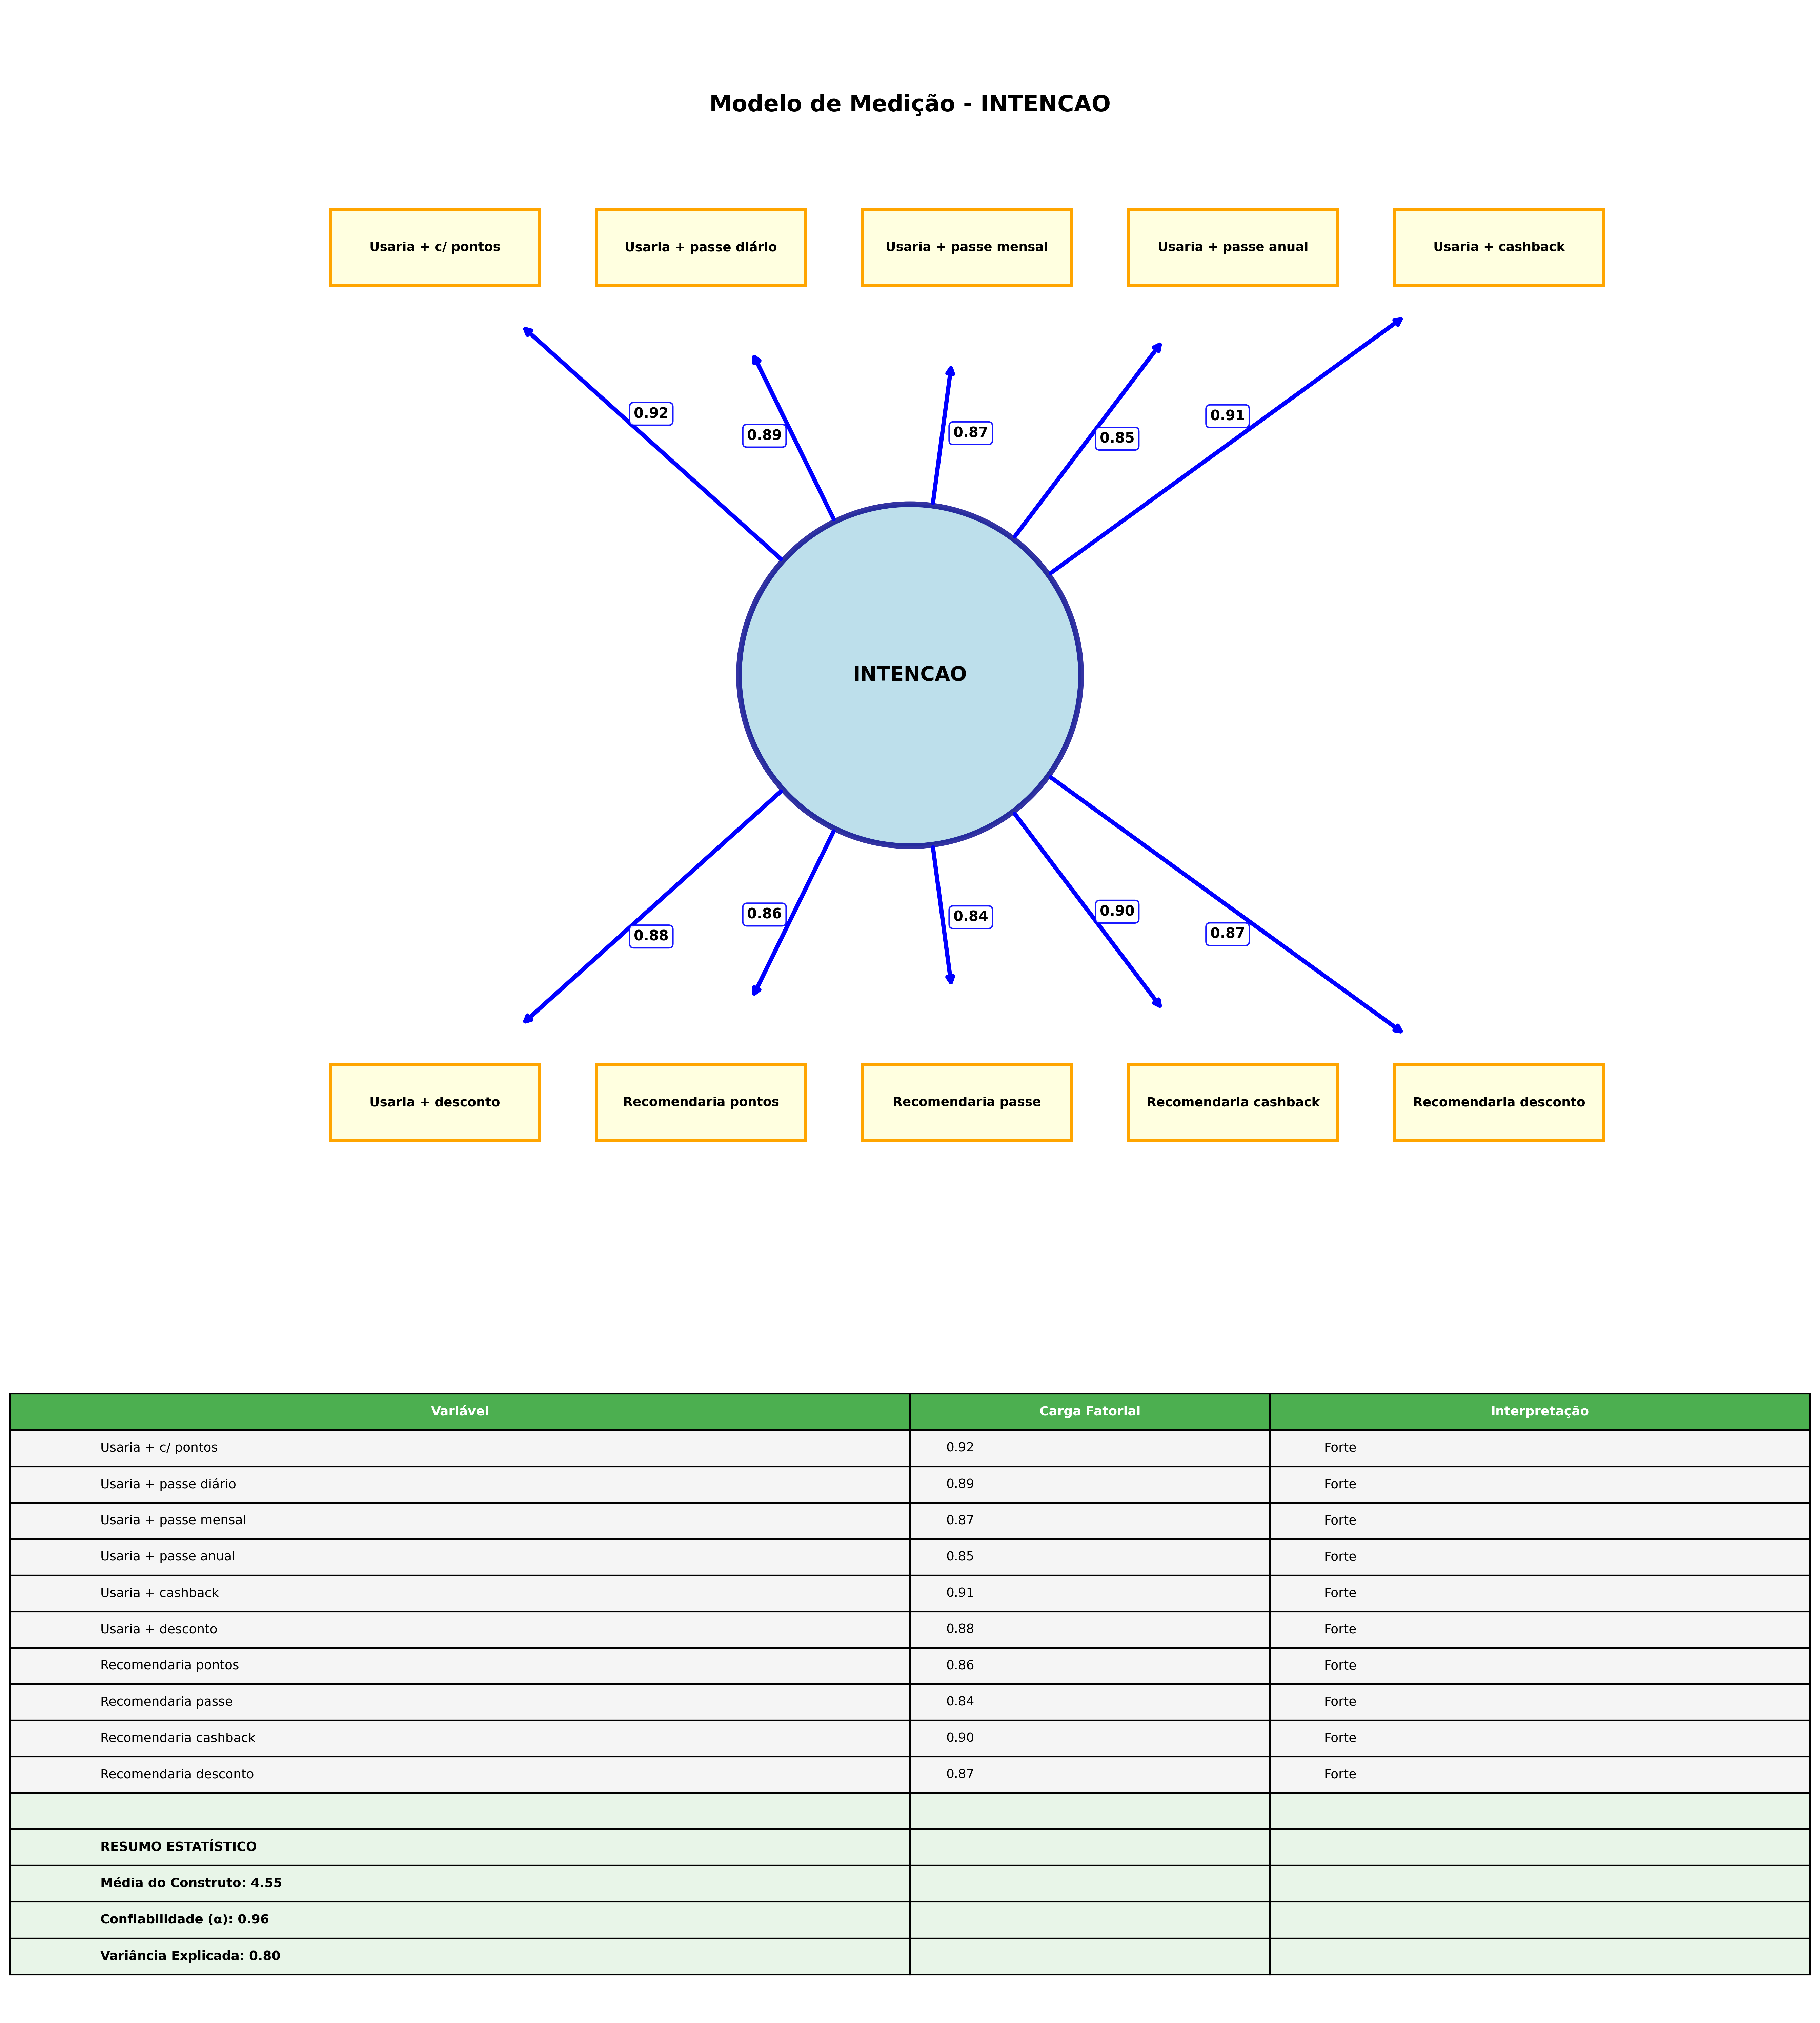 Modelo de Medição - INTENCAO
Usaria + c/ pontos
Usaria + passe diário
Usaria + passe mensal
Usaria + passe anual
Usaria + cashback
0.92
0.89
0.87
0.85
0.91
INTENCAO
0.88
0.86
0.84
0.90
0.87
Usaria + desconto
Recomendaria pontos
Recomendaria passe
Recomendaria cashback
Recomendaria desconto
Variável Carga Fatorial Interpretação
Usaria + c/ pontos 0.92 Forte
Usaria + passe diário 0.89 Forte
Usaria + passe mensal 0.87 Forte
Usaria + passe anual 0.85 Forte
Usaria + cashback 0.91 Forte
Usaria + desconto 0.88 Forte
Recomendaria pontos 0.86 Forte
Recomendaria passe 0.84 Forte
Recomendaria cashback 0.90 Forte
Recomendaria desconto 0.87 Forte
RESUMO ESTATÍSTICO
Média do Construto: 4.55
Confiabilidade (α): 0.96
Variância Explicada: 0.80